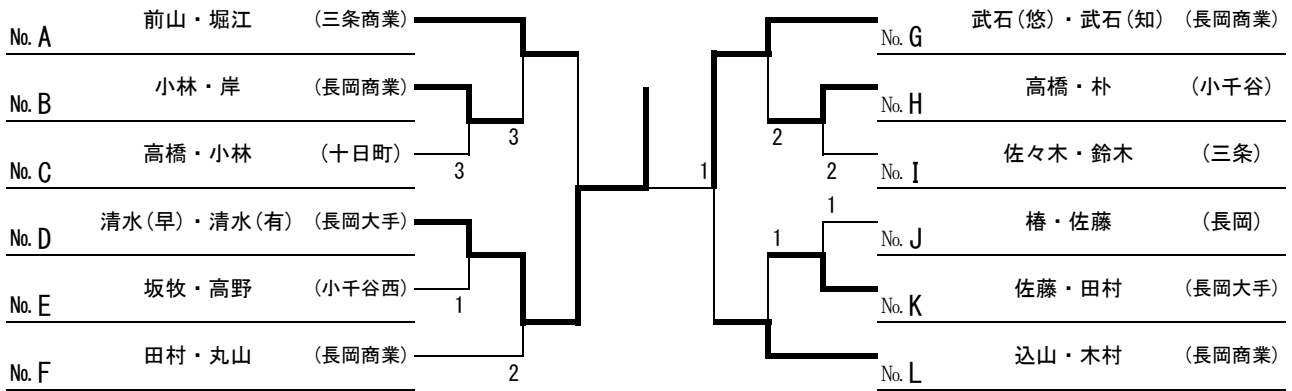 No. A 前山・堀江 (三条商業)
No. B 小林・岸 (長岡商業)
3
No. C 高橋・小林 (十日町)
3
No. D 清水(早)・清水(有) (長岡大手)
No. E 坂牧・高野 (小千谷西)
1
No. F 田村・丸山 (長岡商業)
2
1
No. G 武石(悠)・武石(知) (長岡商業)
No. H 高橋・朴 (小千谷)
2
No. I 佐々木・鈴木 (三条)
2
1
No. J 椿・佐藤 (長岡)
1
No. K 佐藤・田村 (長岡大手)
No. L 込山・木村 (長岡商業)